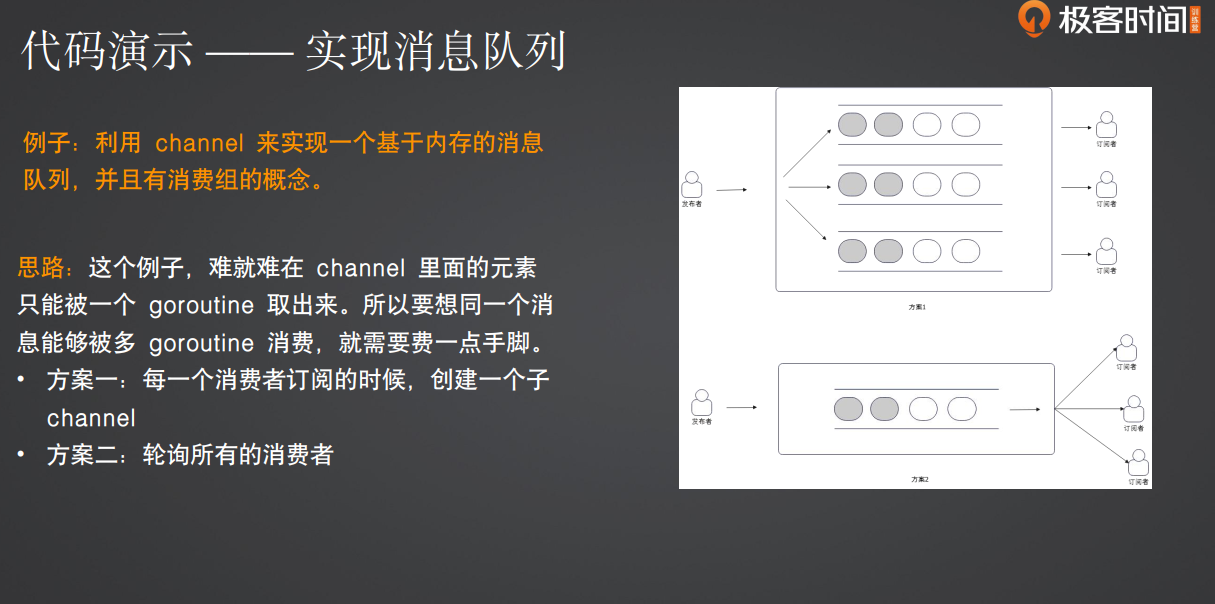 极客时间 训练营
代码演示 —— 实现消息队列
例子：利用 channel 来实现一个基于内存的消息
队列，并且有消费组的概念。
思路：这个例子，难就难在 channel 里面的元素
只能被一个 goroutine 取出来。所以要想同一个消
息能够被多 goroutine 消费，就需要费一点手脚。
• 方案一：每一个消费者订阅的时候，创建一个子
channel
• 方案二：轮询所有的消费者
发布者
订阅者
订阅者
订阅者
方案1
发布者
订阅者
订阅者
订阅者
方案2